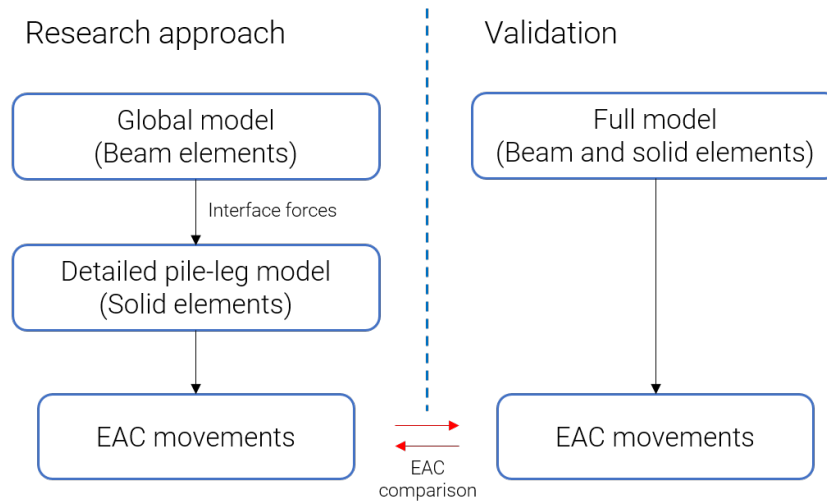 Research approach
Global model
(Beam elements)
Interface forces
Detailed pile-leg model
(Solid elements)
EAC movements
Validation
Full model
(Beam and solid elements)
EAC movements
EAC
comparison